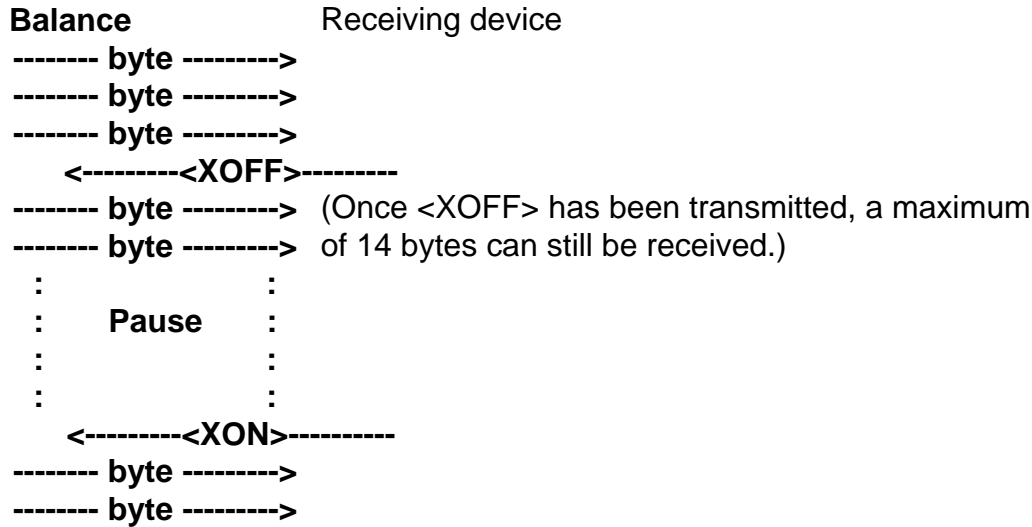 Balance Receiving device
-------- byte --------->
-------- byte --------->
-------- byte --------->
<---------<XOFF>---------
-------- byte ---------> (Once <XOFF> has been transmitted, a maximum
-------- byte ---------> of 14 bytes can still be received.)
: :
: Pause :
: :
: :
<---------<XON>----------
-------- byte --------->
-------- byte --------->